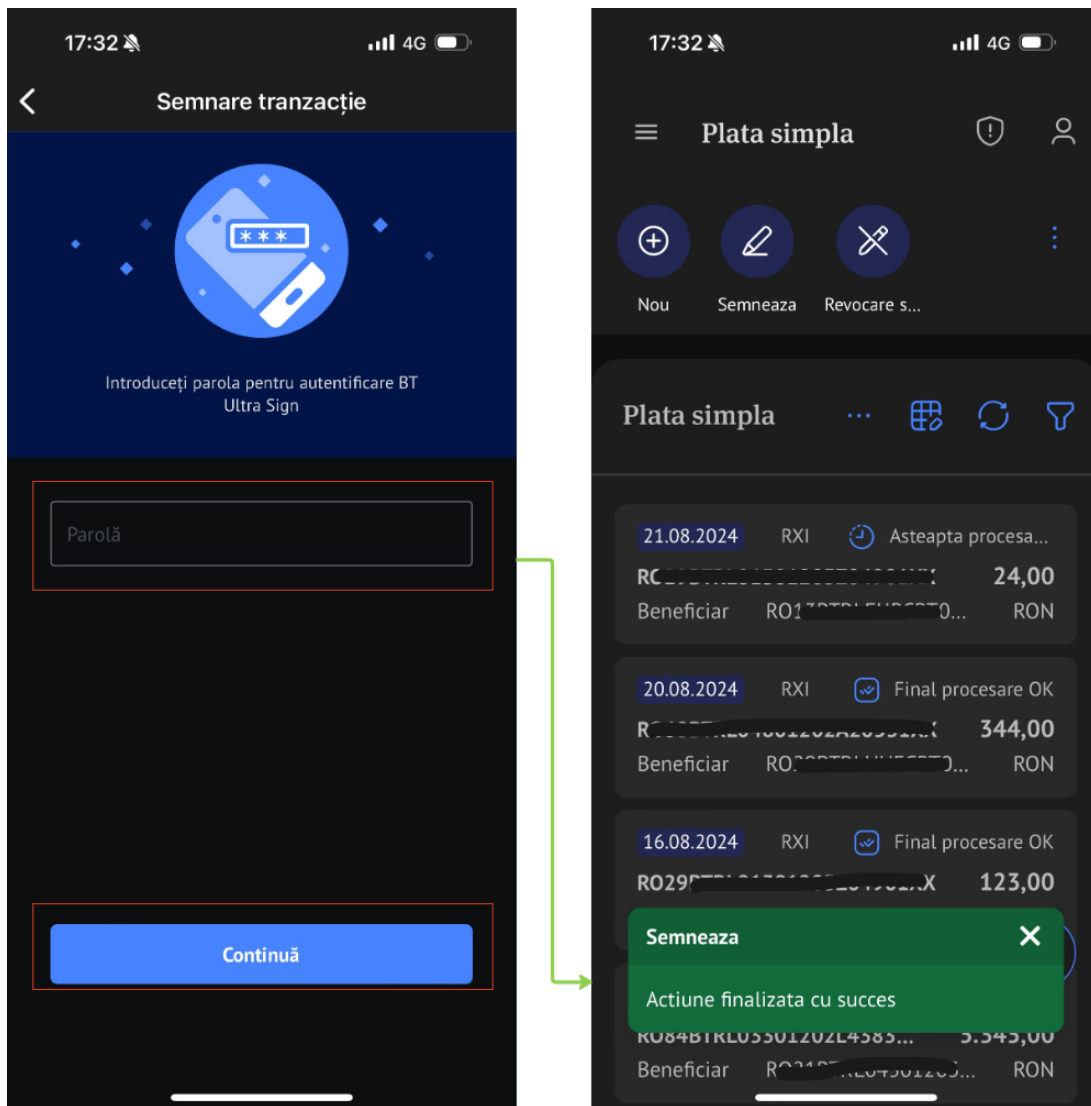 17:32
4G
Semnare tranzacție
***
Introduceți parola pentru autentificare BT
Ultra Sign
Parolă
Continuă
17:32
4G
Plata simpla
Nou
Semneaza
Revocare s...
Plata simpla
21.08.2024 RXI Asteapta procesa...
24,00
Beneficiar RON
20.08.2024 RXI Final procesare OK
344,00
Beneficiar RON
16.08.2024 RXI Final procesare OK
123,00
Semneaza
Actiune finalizata cu succes
Beneficiar RON